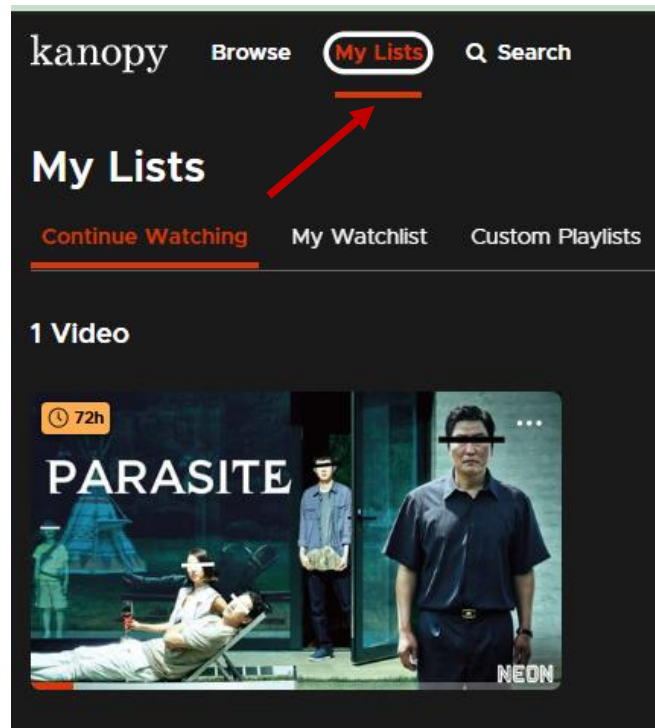 kanopy Browse My Lists Search
My Lists
Continue Watching My Watchlist Custom Playlists
1 Video
72h
PARASITE
NEON